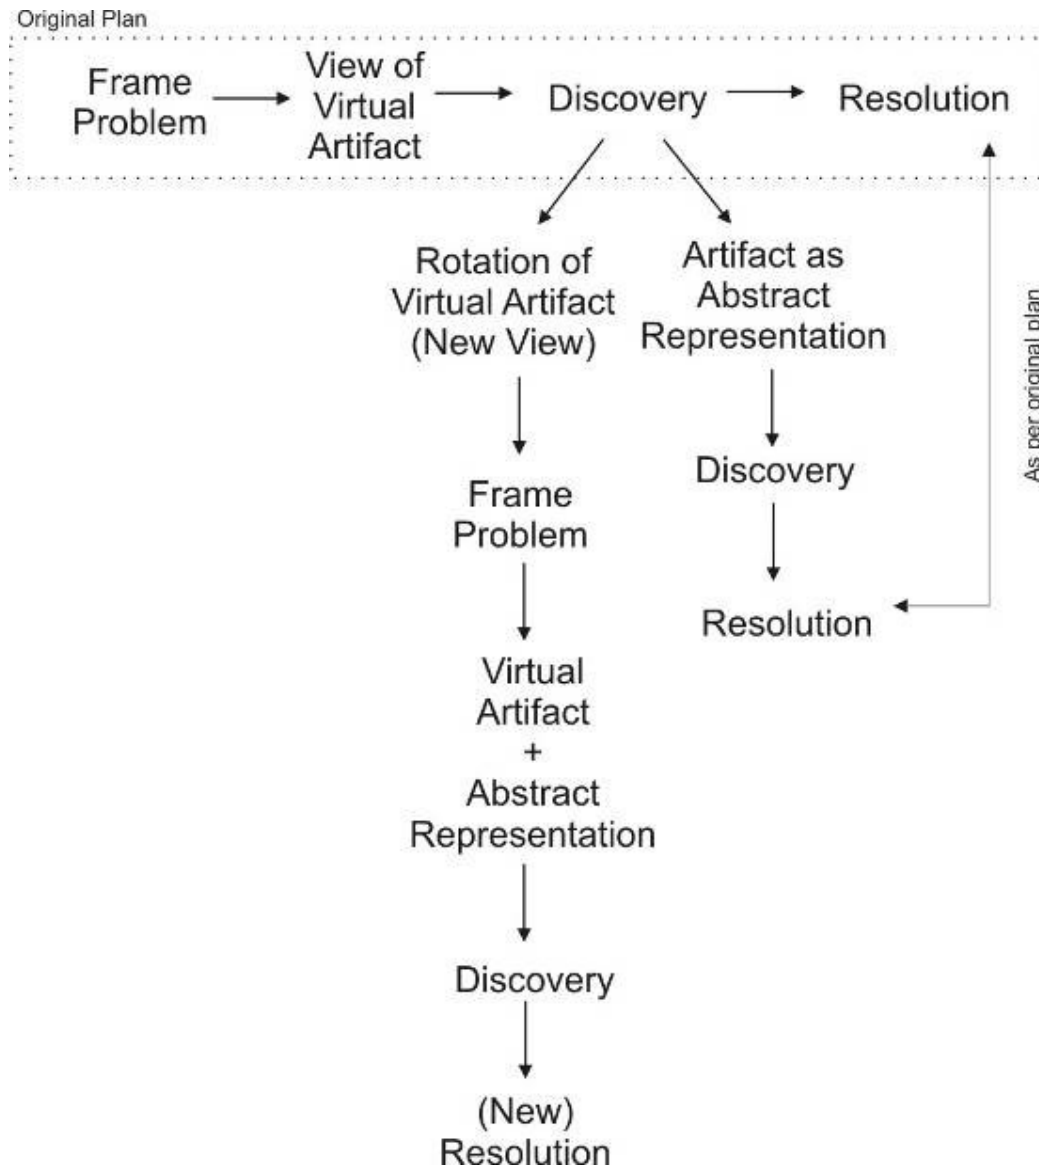 Original Plan
Frame
Problem
View of
Virtual
Artifact
Discovery
Resolution
Rotation of
Virtual Artifact
(New View)
Artifact as
Abstract
Representation
As per original plan
Discovery
Frame
Problem
Resolution
Virtual
Artifact
+
Abstract
Representation
Discovery
(New)
Resolution